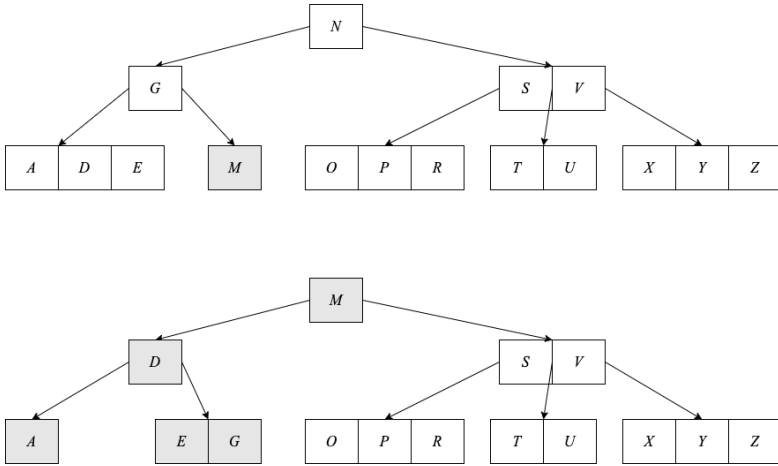 N
G S V
A D E M O P R T U X Y Z
M
D S V
A E G O P R T U X Y Z